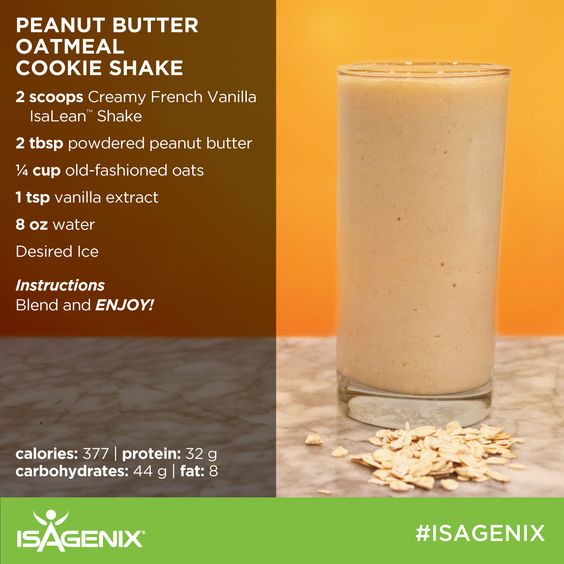 PEANUT BUTTER
OATMEAL
COOKIE SHAKE
2 scoops Creamy French Vanilla
IsaLean™ Shake
2 tbsp powdered peanut butter
¼ cup old-fashioned oats
1 tsp vanilla extract
8 oz water
Desired Ice
Instructions
Blend and ENJOY!
calories: 377 | protein: 32 g
carbohydrates: 44 g | fat: 8
ISAGENIX®
#ISAGENIX